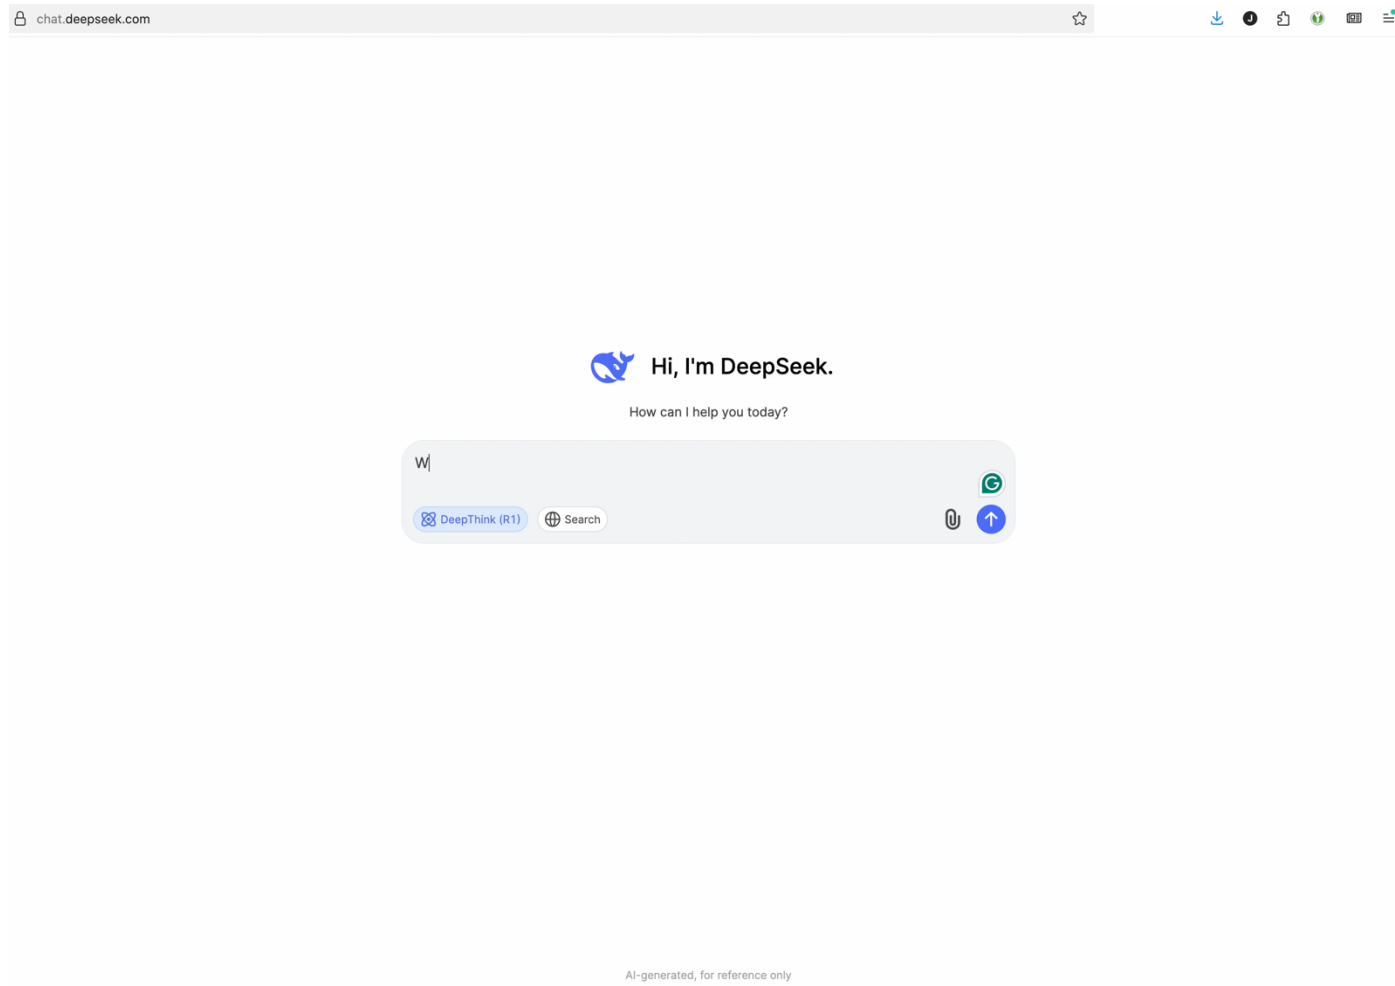 chat.deepseek.com
J
Hi, I'm DeepSeek.
How can I help you today?
W
G
DeepThink (R1) Search
AI-generated, for reference only